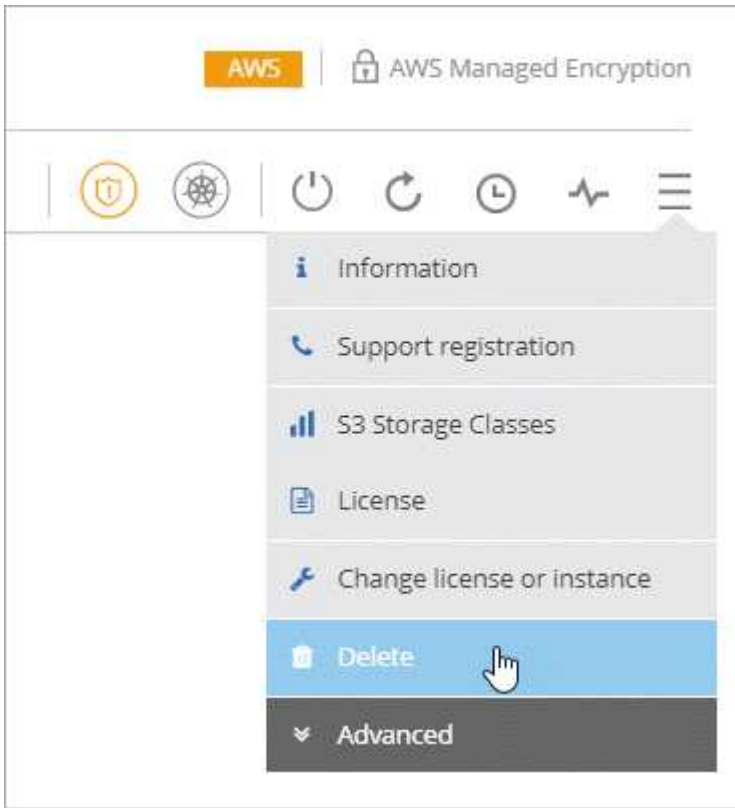 AWS
AWS Managed Encryption
Information
Support registration
S3 Storage Classes
License
Change license or instance
Delete
Advanced